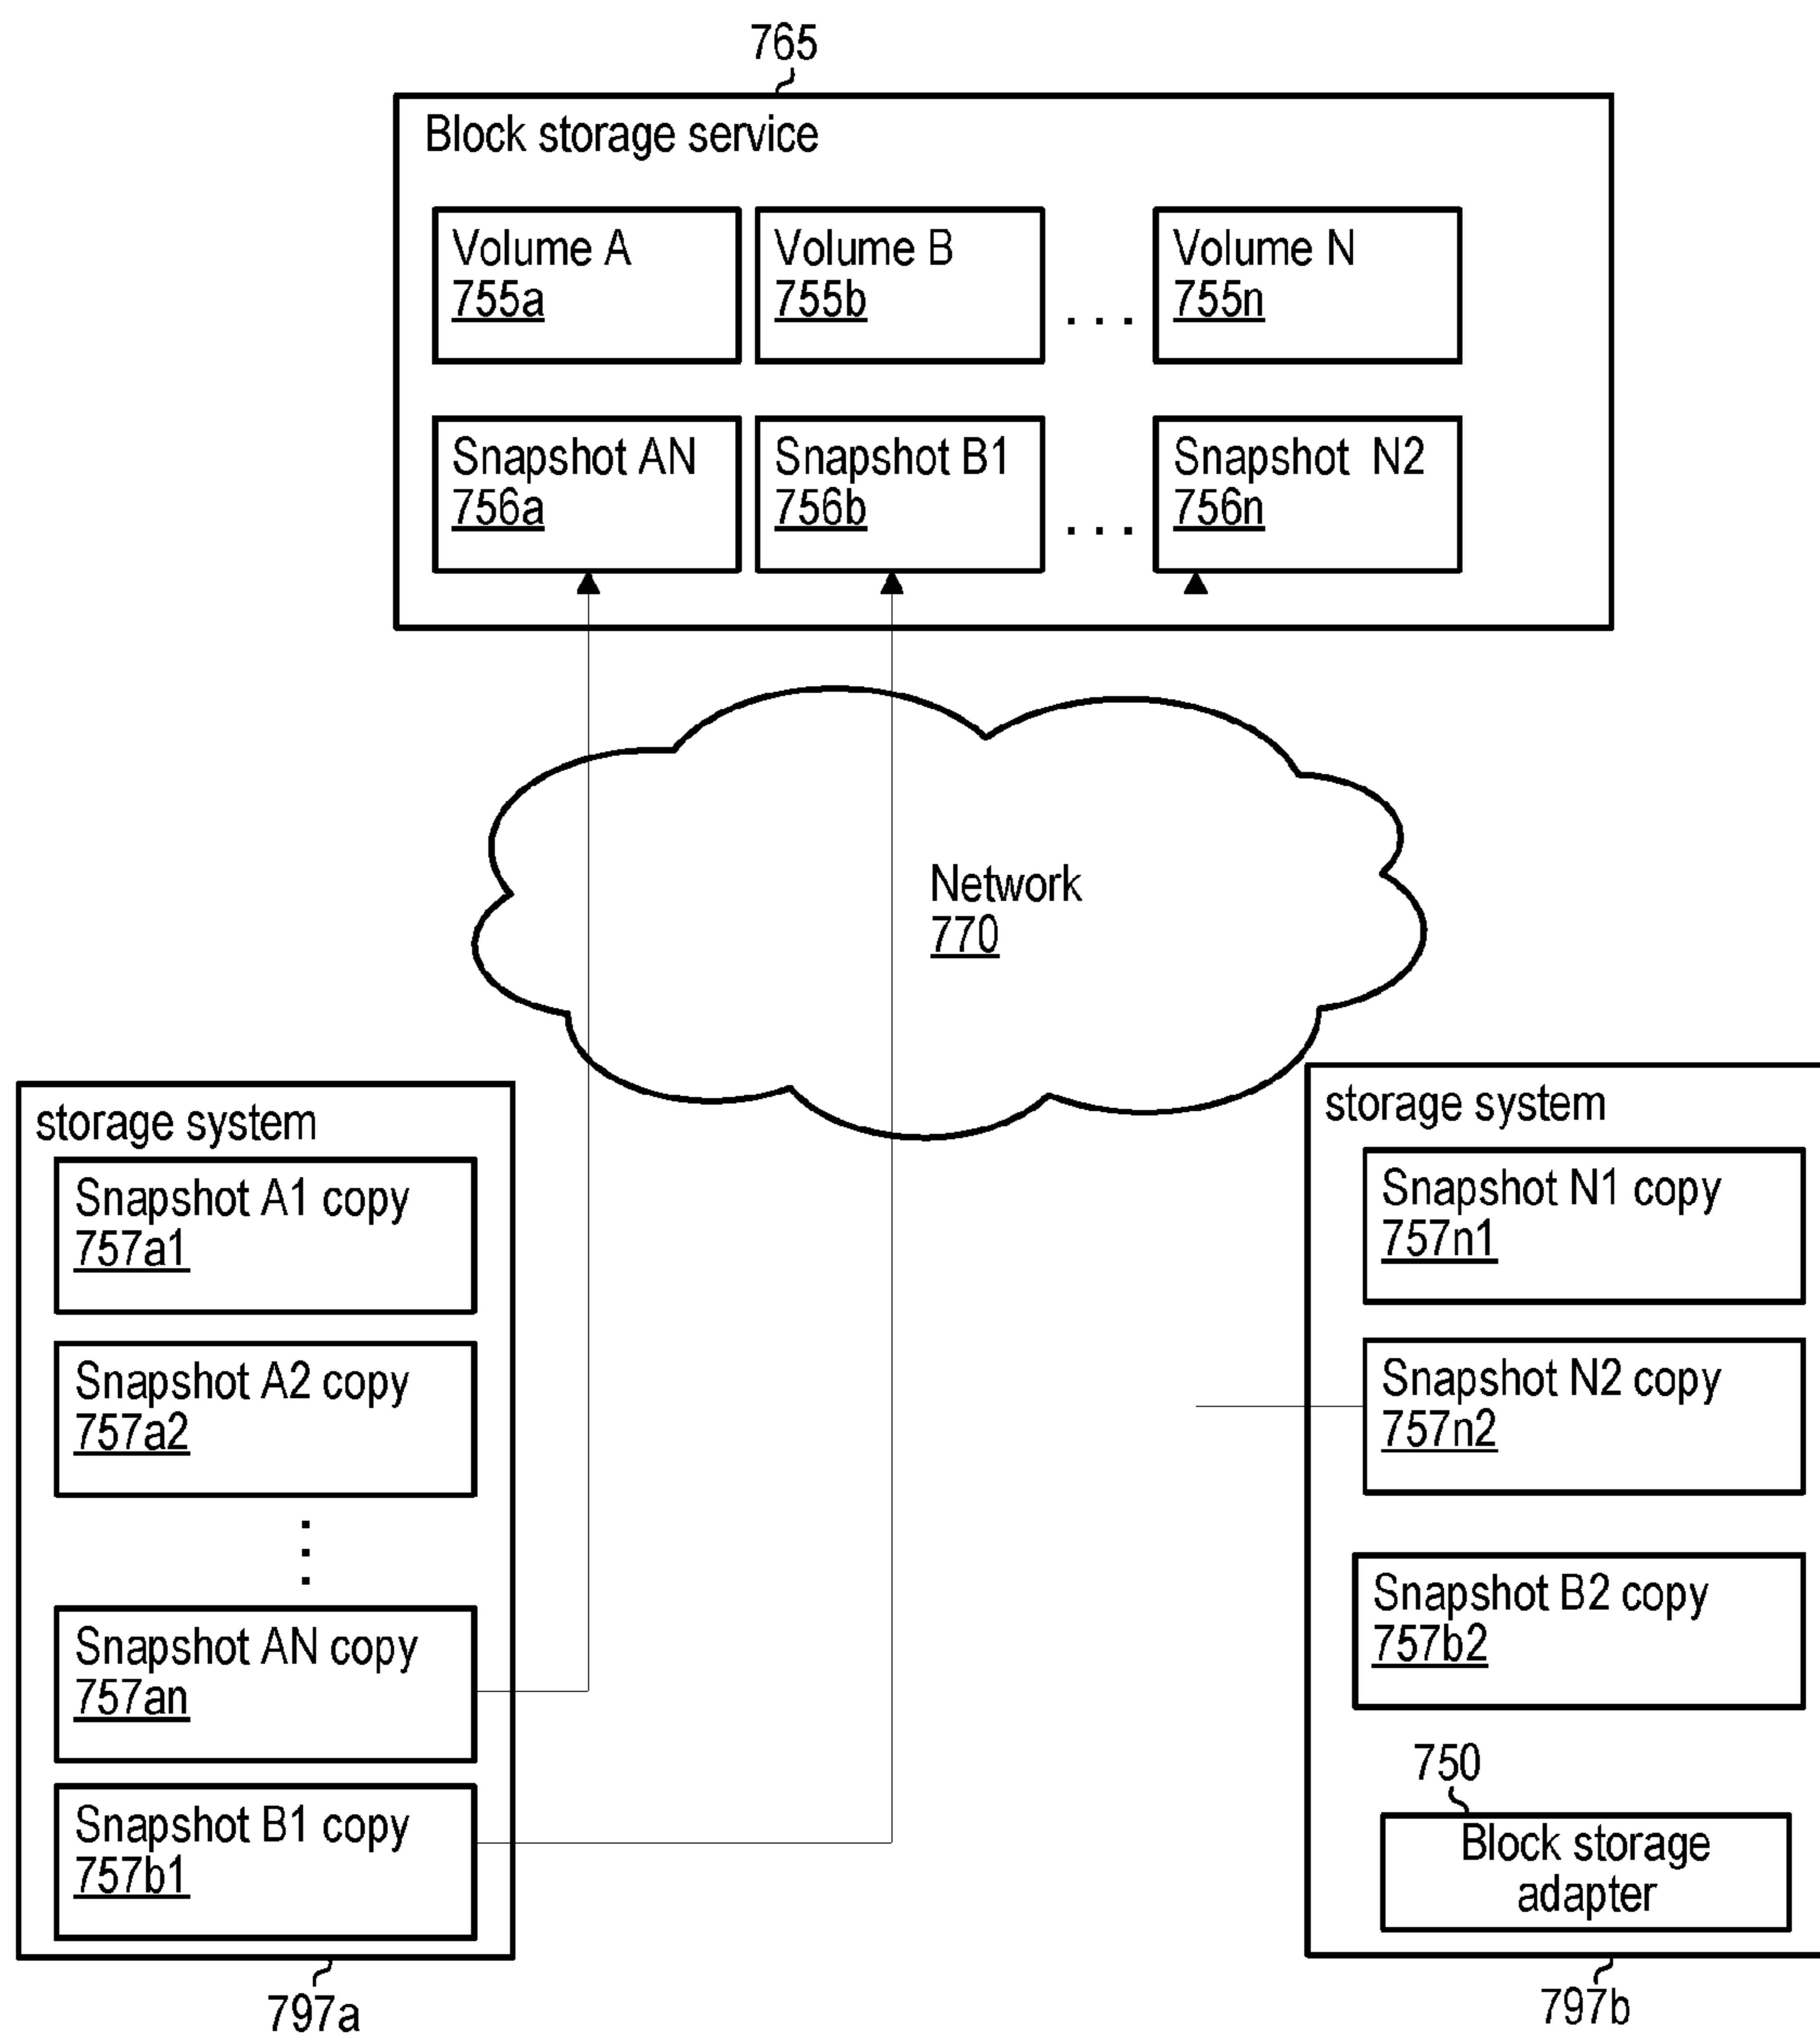 765
Block storage service
Volume A
755a
Volume B
755b
. . .
Volume N
755n
Snapshot AN
756a
Snapshot B1
756b
. . .
Snapshot N2
756n
Network
770
storage system
Snapshot A1 copy
757a1
Snapshot A2 copy
757a2
Snapshot AN copy
757an
Snapshot B1 copy
757b1
797a
storage system
Snapshot N1 copy
757n1
Snapshot N2 copy
757n2
Snapshot B2 copy
757b2
750
Block storage
adapter
797b